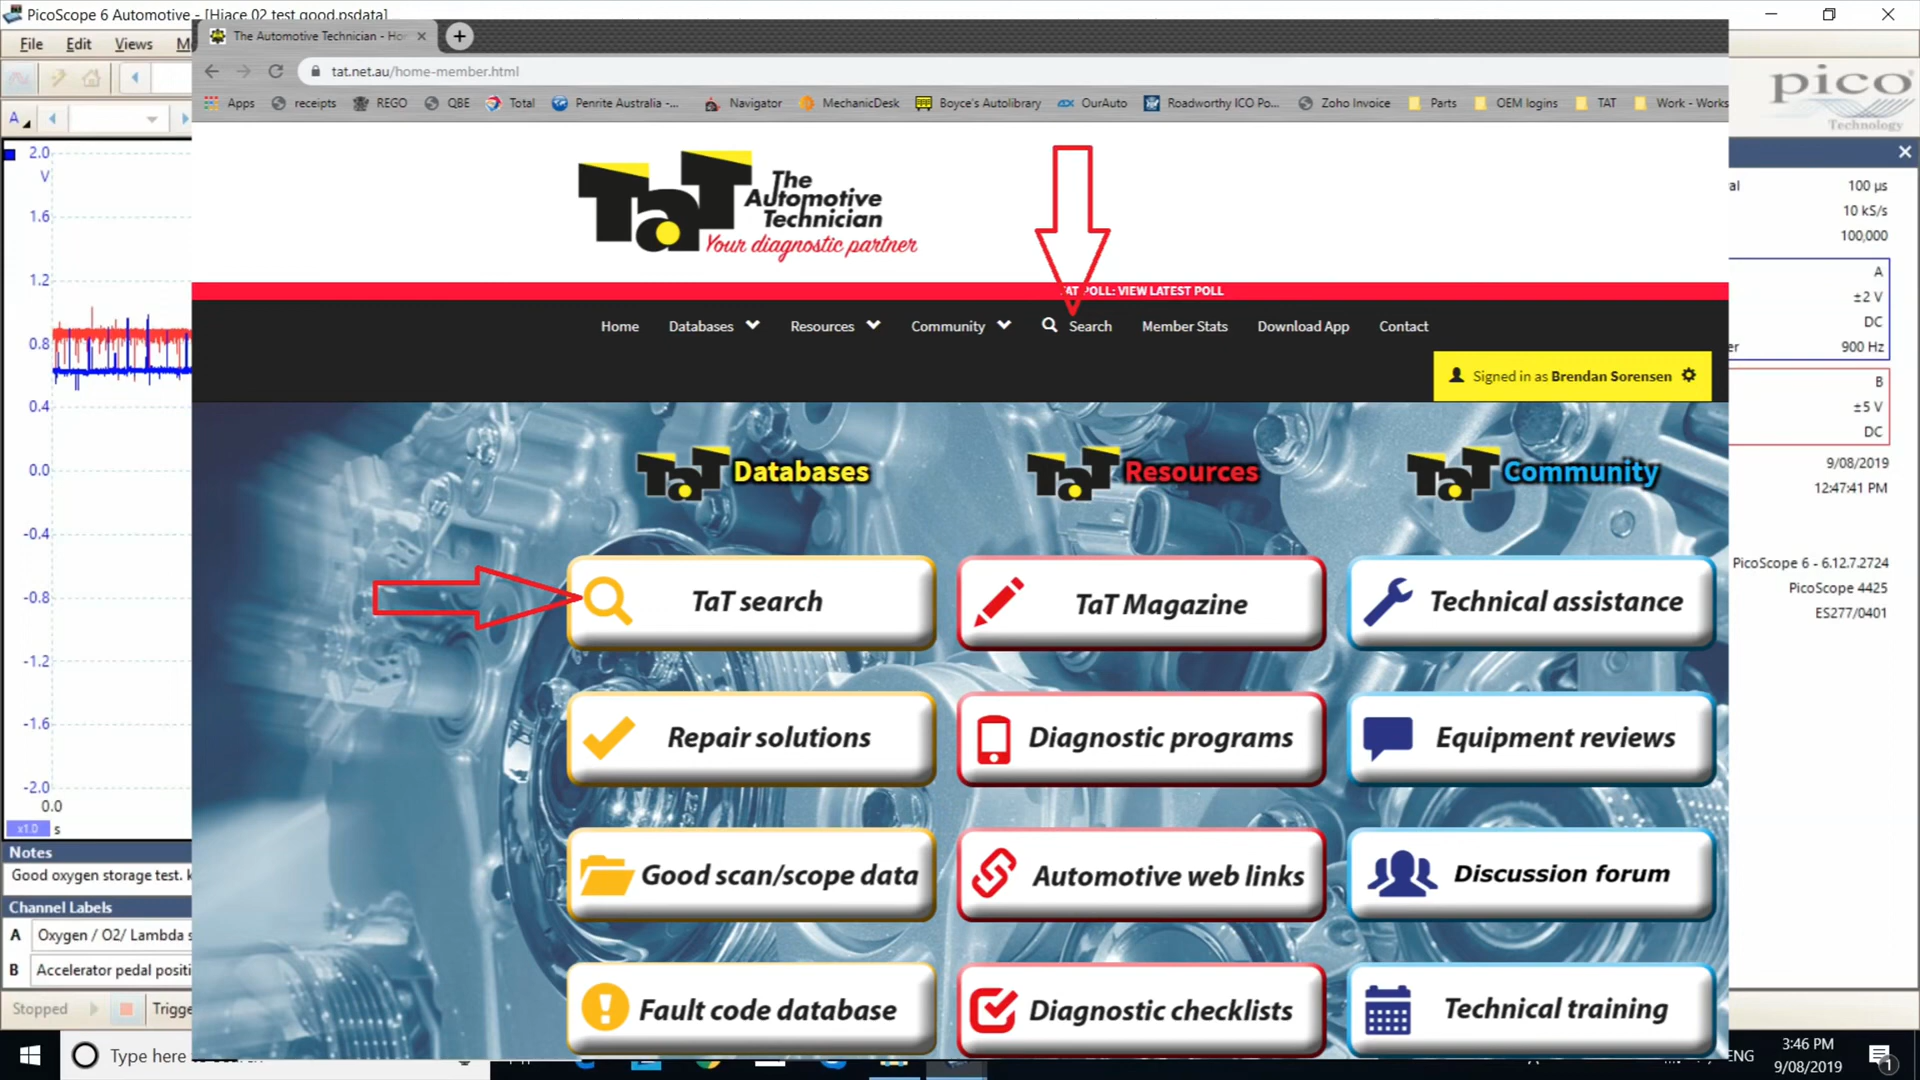 PicoScope 6 Automotive - [Hiace 02 test good.psdata]
File Edit Views
The Automotive Technician - Ho
tat.net.au/home-member.html
Apps receipts REGO QBE Total Penrite Australia -... Navigator MechanicDesk Boyce's Autolibrary OurAuto Roadworthy ICO Po... Zoho Invoice Parts OEM logins TAT Work - Works
pico
Technology
A
TaT The
Automotive
Technician
Your diagnostic partner
TAT POLL: VIEW LATEST POLL
Home Databases Resources Community Search Member Stats Download App Contact
Signed in as Brendan Sorensen
TaT Databases
TaT Resources
TaT Community
TaT search
TaT Magazine
Technical assistance
Repair solutions
Diagnostic programs
Equipment reviews
Good scan/scope data
Automotive web links
Discussion forum
Fault code database
Diagnostic checklists
Technical training
2.0
V
1.6
1.2
0.8
0.4
0.0
-0.4
-0.8
-1.2
-1.6
-2.0
0.0
x1.0 s
Notes
Good oxygen storage test.
Channel Labels
A Oxygen / O2/ Lambda s
B Accelerator pedal positi
Stopped Trigge
100 µs
10 kS/s
100,000
A
±2 V
DC
900 Hz
B
±5 V
DC
9/08/2019
12:47:41 PM
PicoScope 6 - 6.12.7.2724
PicoScope 4425
ES277/0401
Type here
ENG
3:46 PM
9/08/2019
1